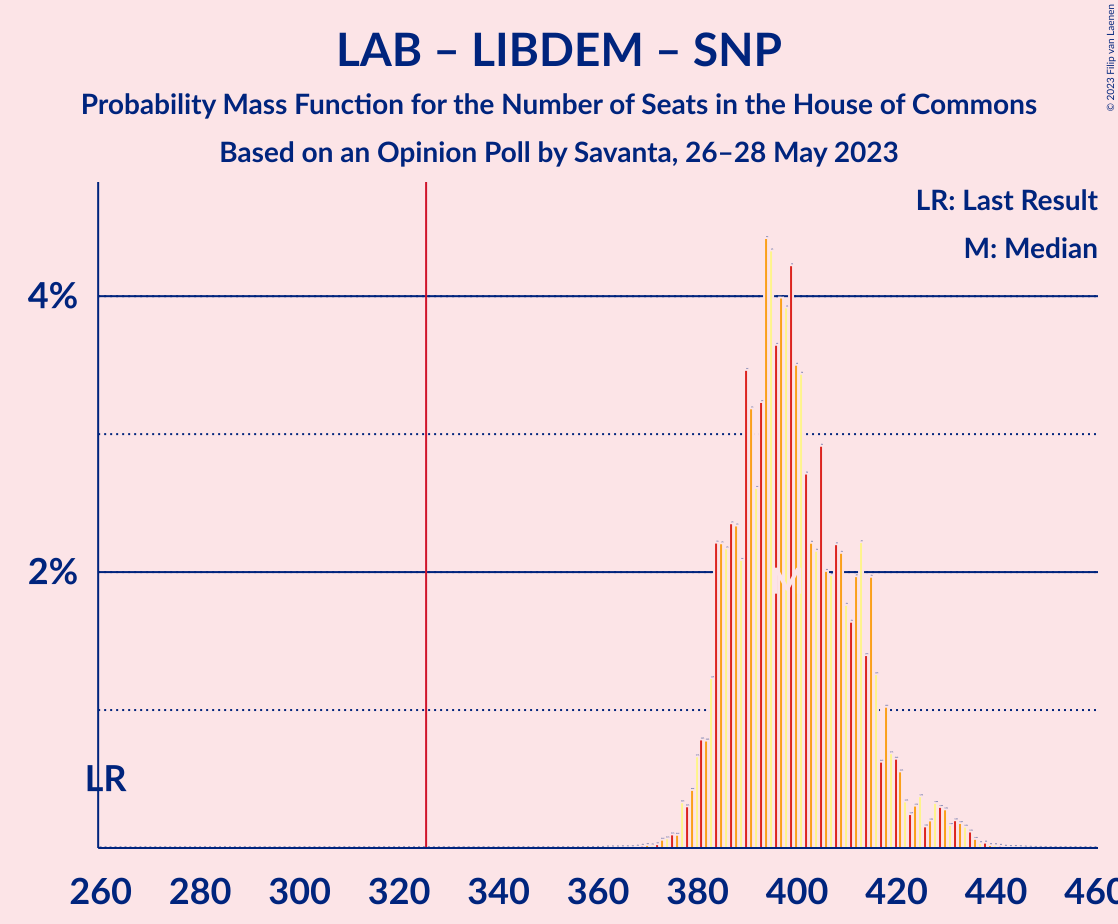 LAB – LIBDEM – SNP
Probability Mass Function for the Number of Seats in the House of Commons
Based on an Opinion Poll by Savanta, 26–28 May 2023
© 2023 Filip van Laenen
LR: Last Result
M: Median
4%
2%
M
LR
260 280 300 320 340 360 380 400 420 440 460